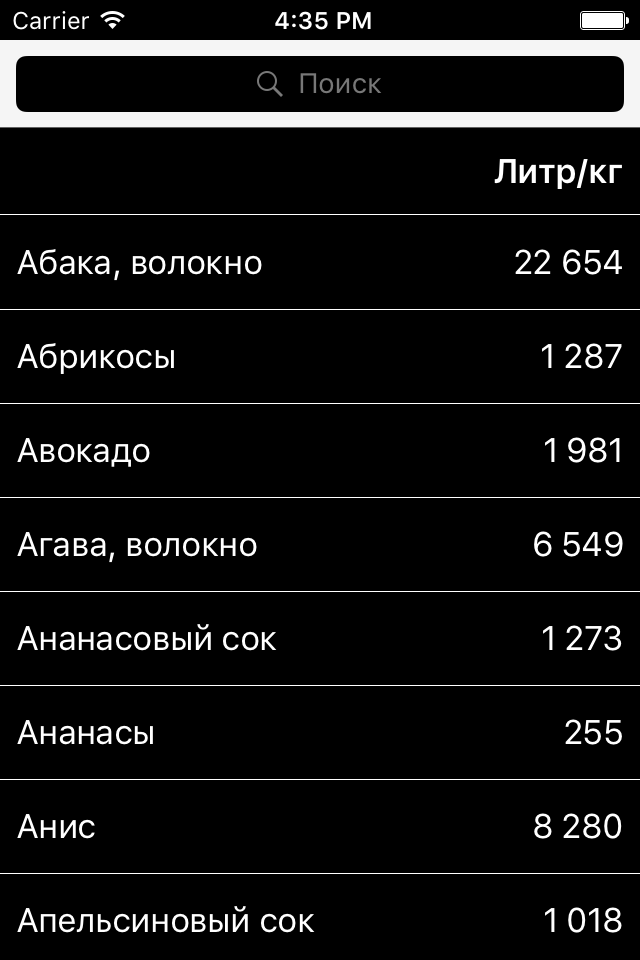 Carrier 4:35 PM
Поиск
Литр/кг
Абака, волокно 22 654
Абрикосы 1 287
Авокадо 1 981
Агава, волокно 6 549
Ананасовый сок 1 273
Ананасы 255
Анис 8 280
Апельсиновый сок 1 018